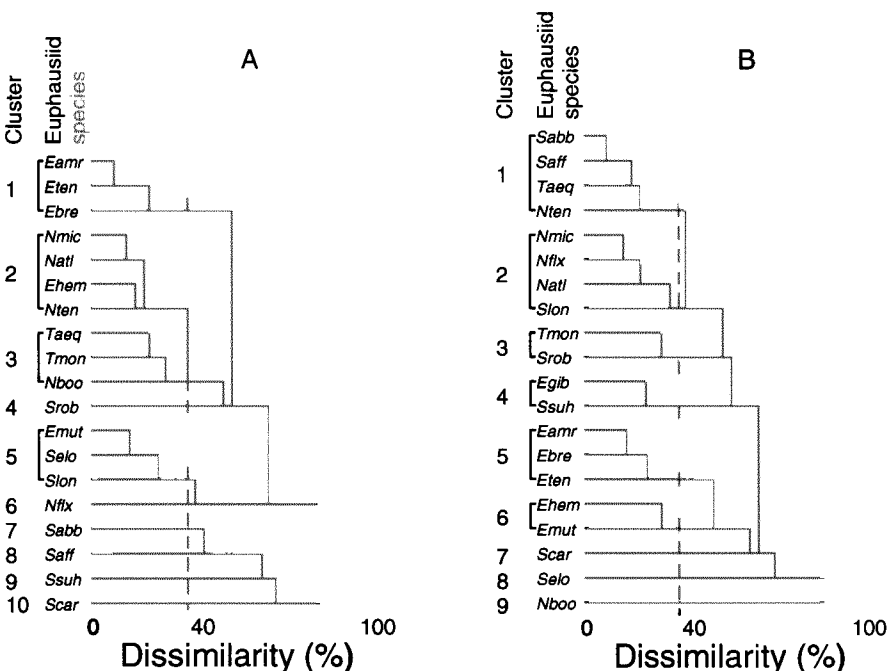 A
Cluster
Euphausiid
species
1
Eamr
Eten
Ebre
2
Nmic
Natl
Ehem
Nten
3
Taeq
Tmon
Nboo
4 Srob
5
Emut
Selo
Slon
6 Nflx
7 Sabb
8 Saff
9 Ssuh
10 Scar
0 40 100
Dissimilarity (%)
B
Cluster
Euphausiid
species
1
Sabb
Saff
Taeq
Nten
2
Nmic
Nflx
Natl
Slon
3
Tmon
Srob
4
Egib
Ssuh
5
Eamr
Ebre
Eten
6
Ehem
Emut
7 Scar
8 Selo
9 Nboo
0 40 100
Dissimilarity (%)